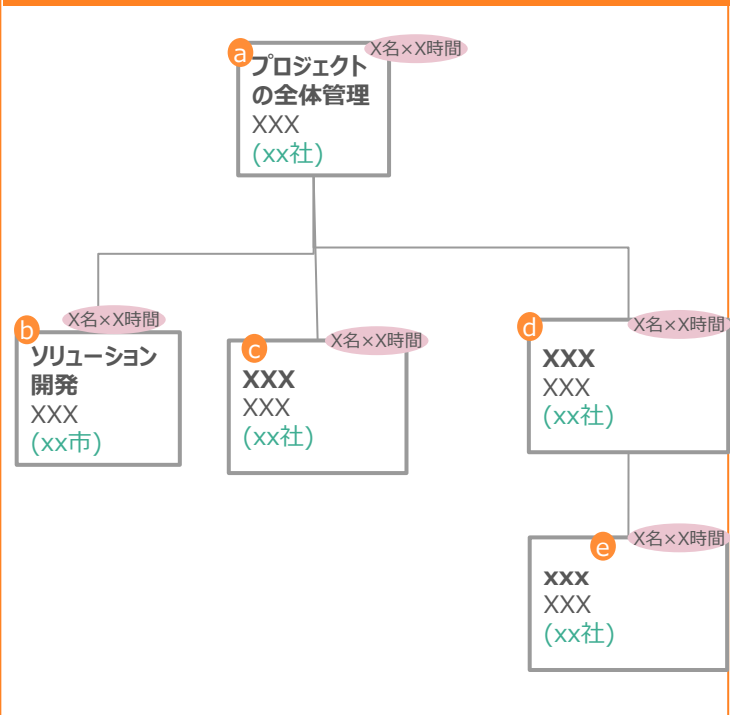 a
X名×X時間
プロジェクト
の全体管理
XXX
(xx社)
b
X名×X時間
ソリューション
開発
XXX
(xx市)
c
X名×X時間
XXX
XXX
(xx社)
d
X名×X時間
XXX
XXX
(xx社)
e
X名×X時間
xxx
XXX
(xx社)